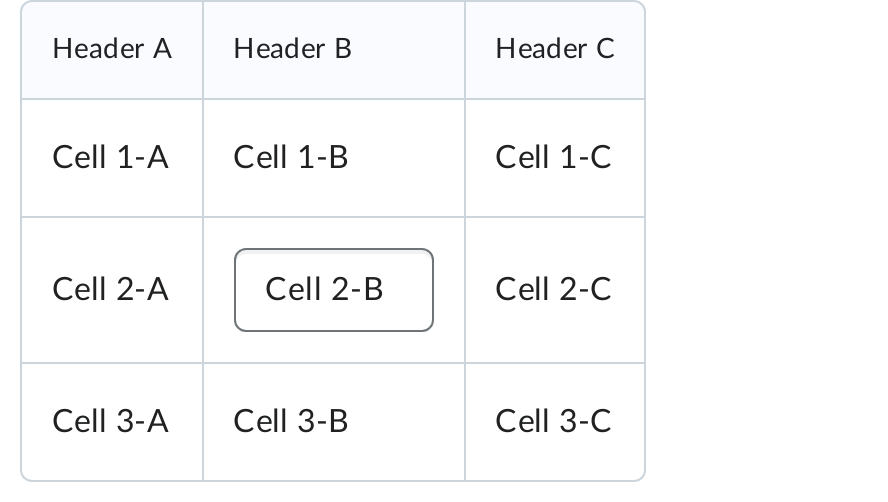 Header A Header B Header C
Cell 1-A Cell 1-B Cell 1-C
Cell 2-A Cell 2-B Cell 2-C
Cell 3-A Cell 3-B Cell 3-C